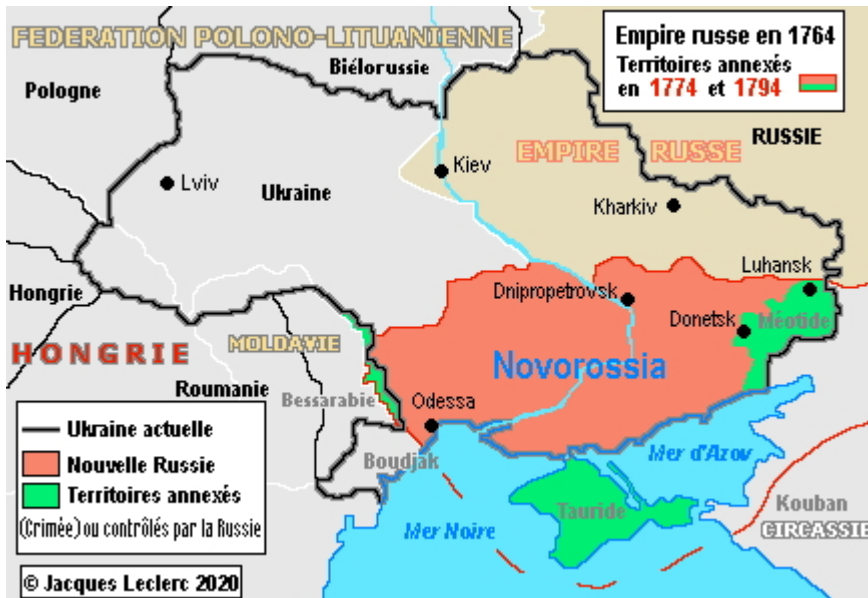 FEDERATION POLONO-LITUANIENNE
Empire russe en 1764
Territoires annexés
en 1774 et 1794
Biélorussie
Pologne
RUSSIE
EMPIRE RUSSE
Kiev
Lviv
Ukraine
Kharkiv
Luhansk
Hongrie
Dnipropetrovsk
Donetsk
Méotide
MOLDAVIE
HONGRIE
Novorossia
Roumanie
Bessarabie
Odessa
Ukraine actuelle
Nouvelle Russie
Territoires annexés
(Crimée) ou contrôlés par la Russie
Boudjak
Mer d'Azov
Kouban
Tauride
Mer Noire
CIRCASSIE
© Jacques Leclerc 2020